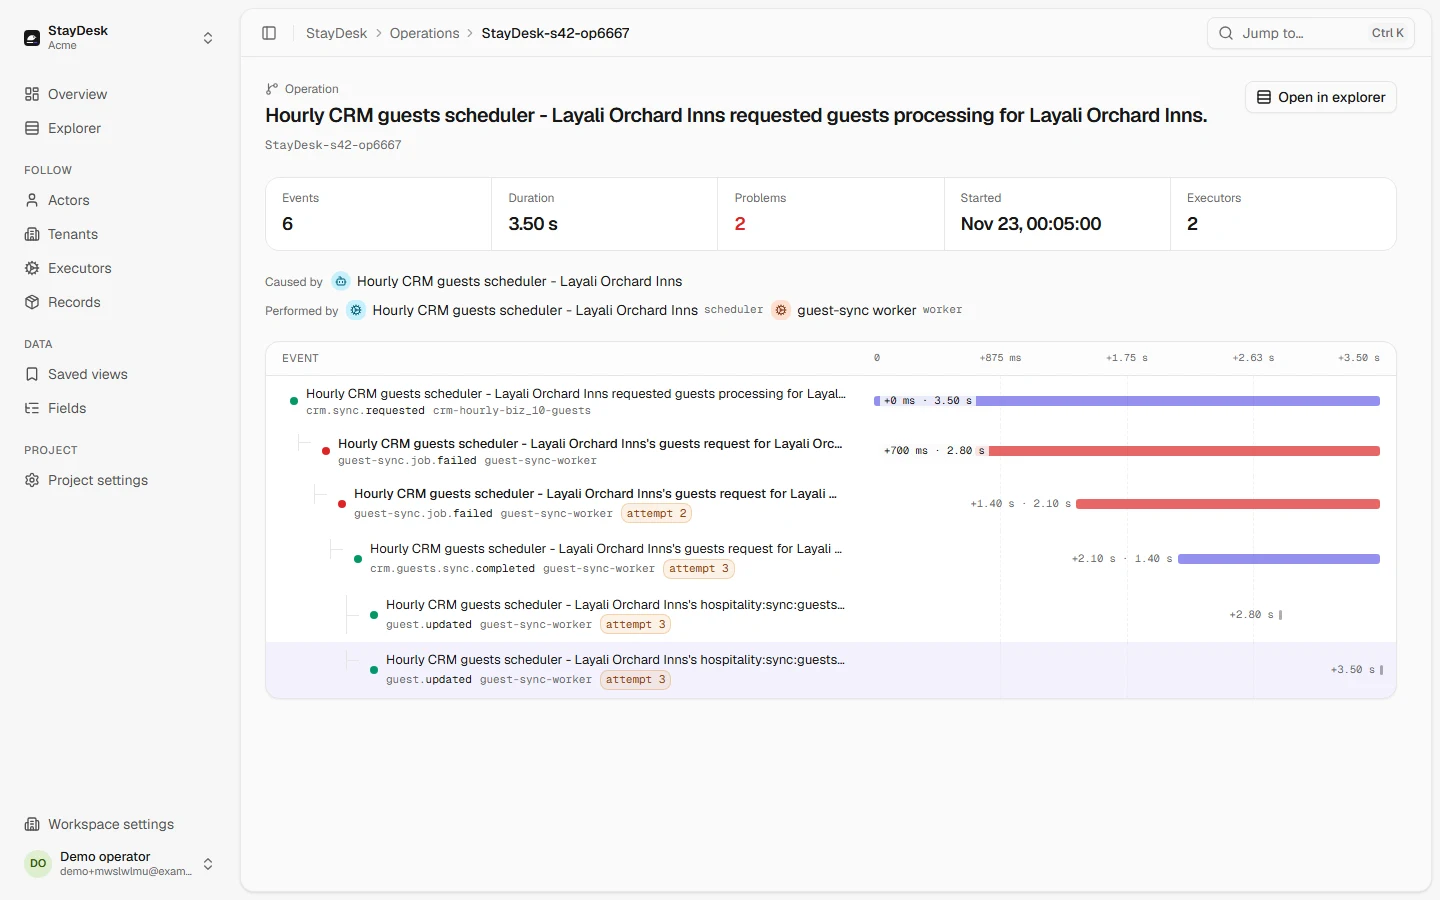 StayDesk
Acme
Overview
Explorer
FOLLOW
Actors
Tenants
Executors
Records
DATA
Saved views
Fields
PROJECT
Project settings
Workspace settings
DO
Demo operator
demo+mwslwlmu@exam...
StayDesk > Operations > StayDesk-s42-op6667
Jump to... Ctrl K
Operation
Hourly CRM guests scheduler - Layali Orchard Inns requested guests processing for Layali Orchard Inns.
Open in explorer
StayDesk-s42-op6667
Events
6
Duration
3.50 s
Problems
2
Started
Nov 23, 00:05:00
Executors
2
Caused by Hourly CRM guests scheduler - Layali Orchard Inns
Performed by Hourly CRM guests scheduler - Layali Orchard Inns scheduler guest-sync worker worker
EVENT 0 +875 ms +1.75 s +2.63 s +3.50 s
Hourly CRM guests scheduler - Layali Orchard Inns requested guests processing for Layal...
crm.sync.requested crm-hourly-biz_10-guests
+0 ms · 3.50 s
Hourly CRM guests scheduler - Layali Orchard Inns's guests request for Layali Orc...
guest-sync.job.failed guest-sync-worker
+700 ms · 2.80 s
Hourly CRM guests scheduler - Layali Orchard Inns's guests request for Layali ...
guest-sync.job.failed guest-sync-worker attempt 2
+1.40 s · 2.10 s
Hourly CRM guests scheduler - Layali Orchard Inns's guests request for Layali ...
crm.guests.sync.completed guest-sync-worker attempt 3
+2.10 s · 1.40 s
Hourly CRM guests scheduler - Layali Orchard Inns's hospitality:sync:guests...
guest.updated guest-sync-worker attempt 3
+2.80 s
Hourly CRM guests scheduler - Layali Orchard Inns's hospitality:sync:guests...
guest.updated guest-sync-worker attempt 3
+3.50 s